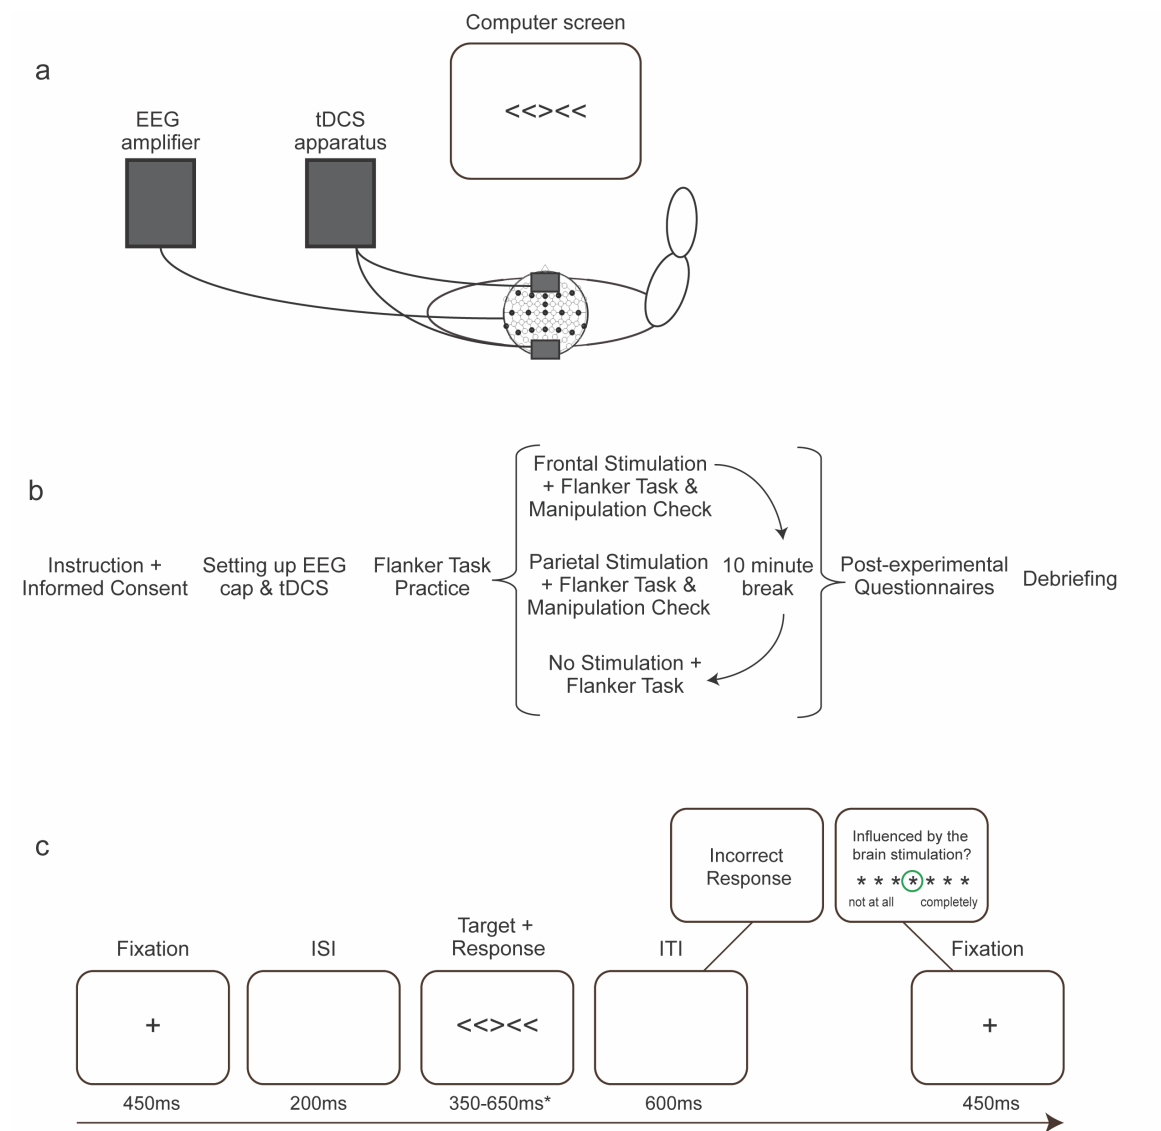 Computer screen
a
<<><<
EEG
amplifier
tDCS
apparatus
b
Instruction +
Informed Consent
Setting up EEG
cap & tDCS
Flanker Task
Practice
Frontal Stimulation
+ Flanker Task &
Manipulation Check
Parietal Stimulation
+ Flanker Task &
Manipulation Check
No Stimulation +
Flanker Task
10 minute
break
Post-experimental
Questionnaires
Debriefing
c
Incorrect
Response
Influenced by the
brain stimulation?
* * * * * * *
not at all completely
Fixation
+
450ms
ISI
200ms
Target +
Response
<<><<
350-650ms*
ITI
600ms
Fixation
+
450ms